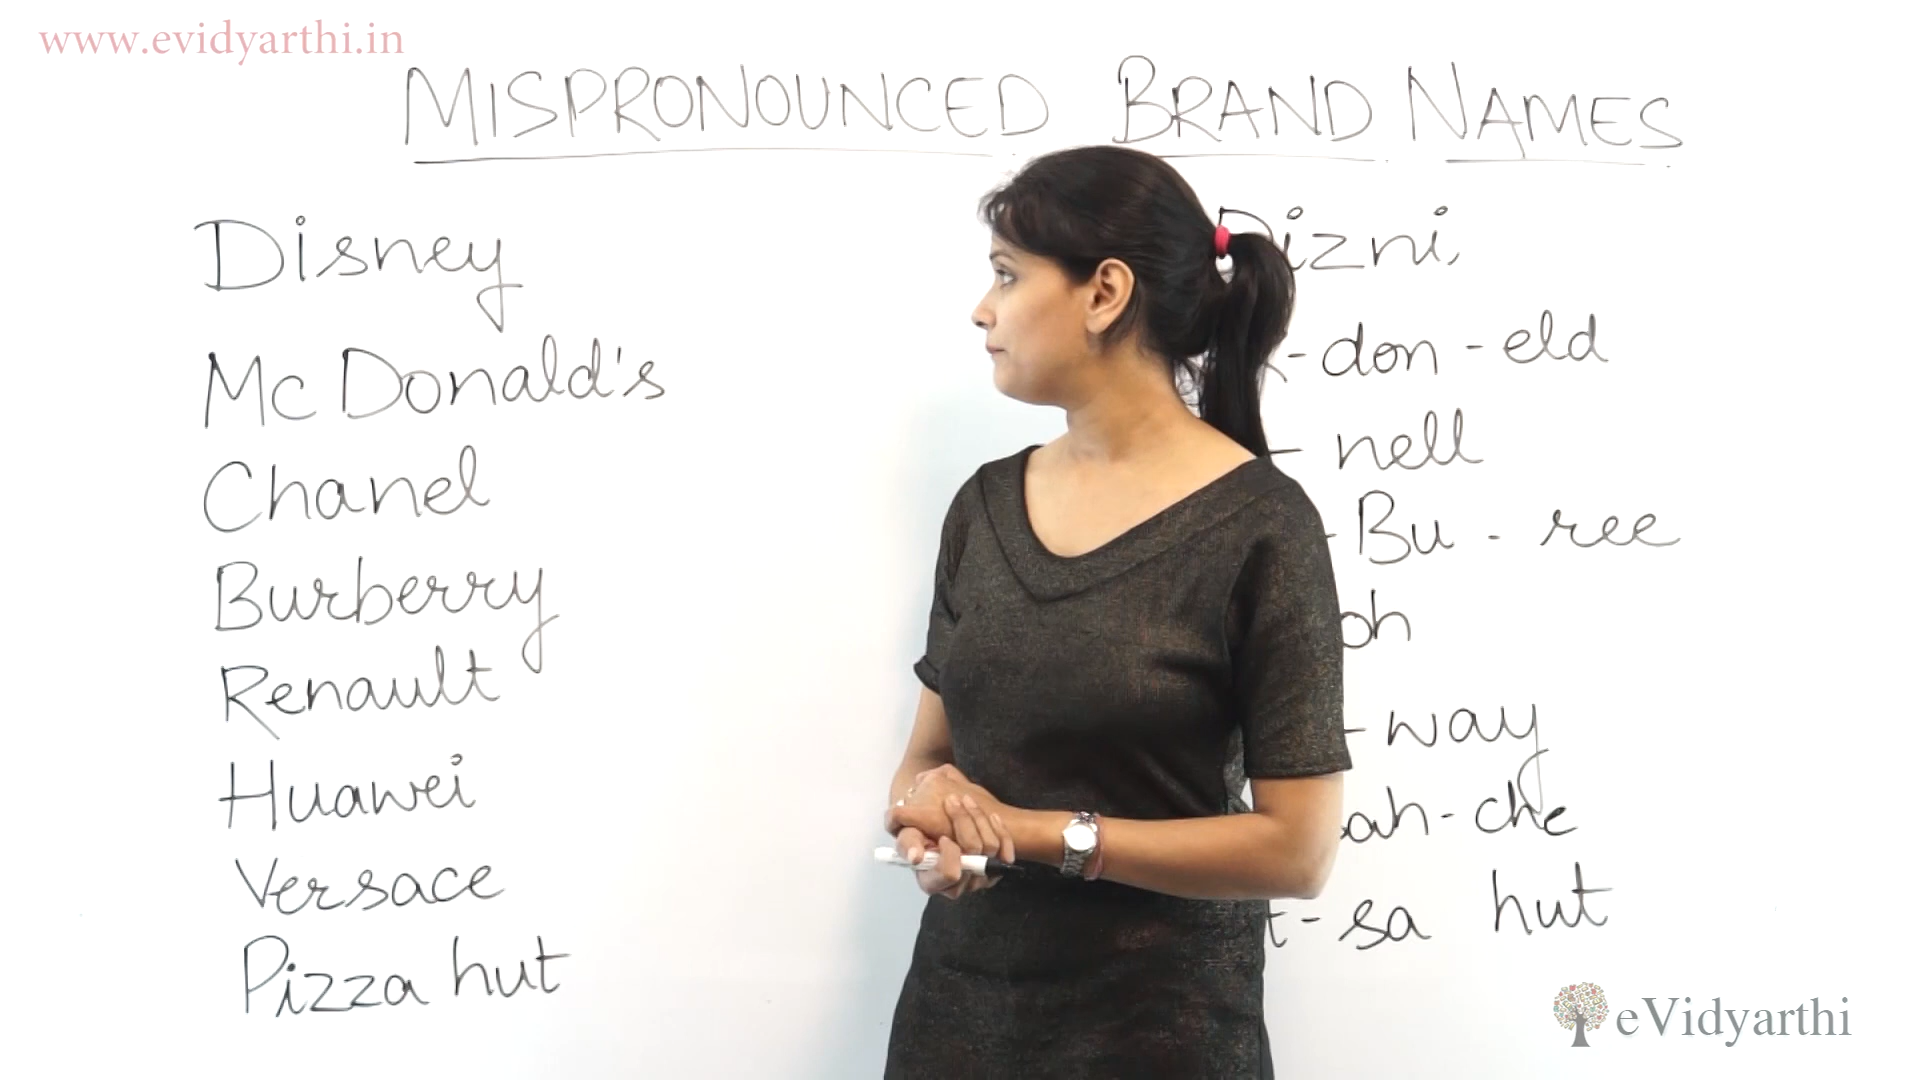 www.evidyarthi.in
MISPRONOUNCED BRAND NAMES
Disney Dizni
McDonald's -don-eld
Chanel - nell
Burberry -Bu-ree
Renault oh
Huawei -way
Versace ah-che
Pizza hut t-sa hut
eVidyarthi